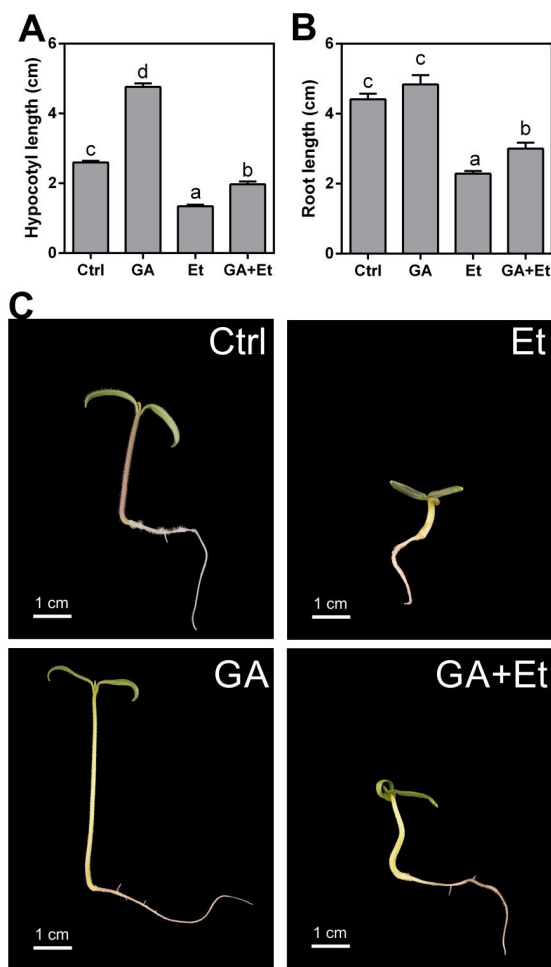 A
Hypocotyl length (cm)
6
4
2
0
c
d
a
b
Ctrl GA Et GA+Et
B
Root length (cm)
6
4
2
0
c
c
a
b
Ctrl GA Et GA+Et
C
Ctrl
1 cm
Et
1 cm
GA
1 cm
GA+Et
1 cm